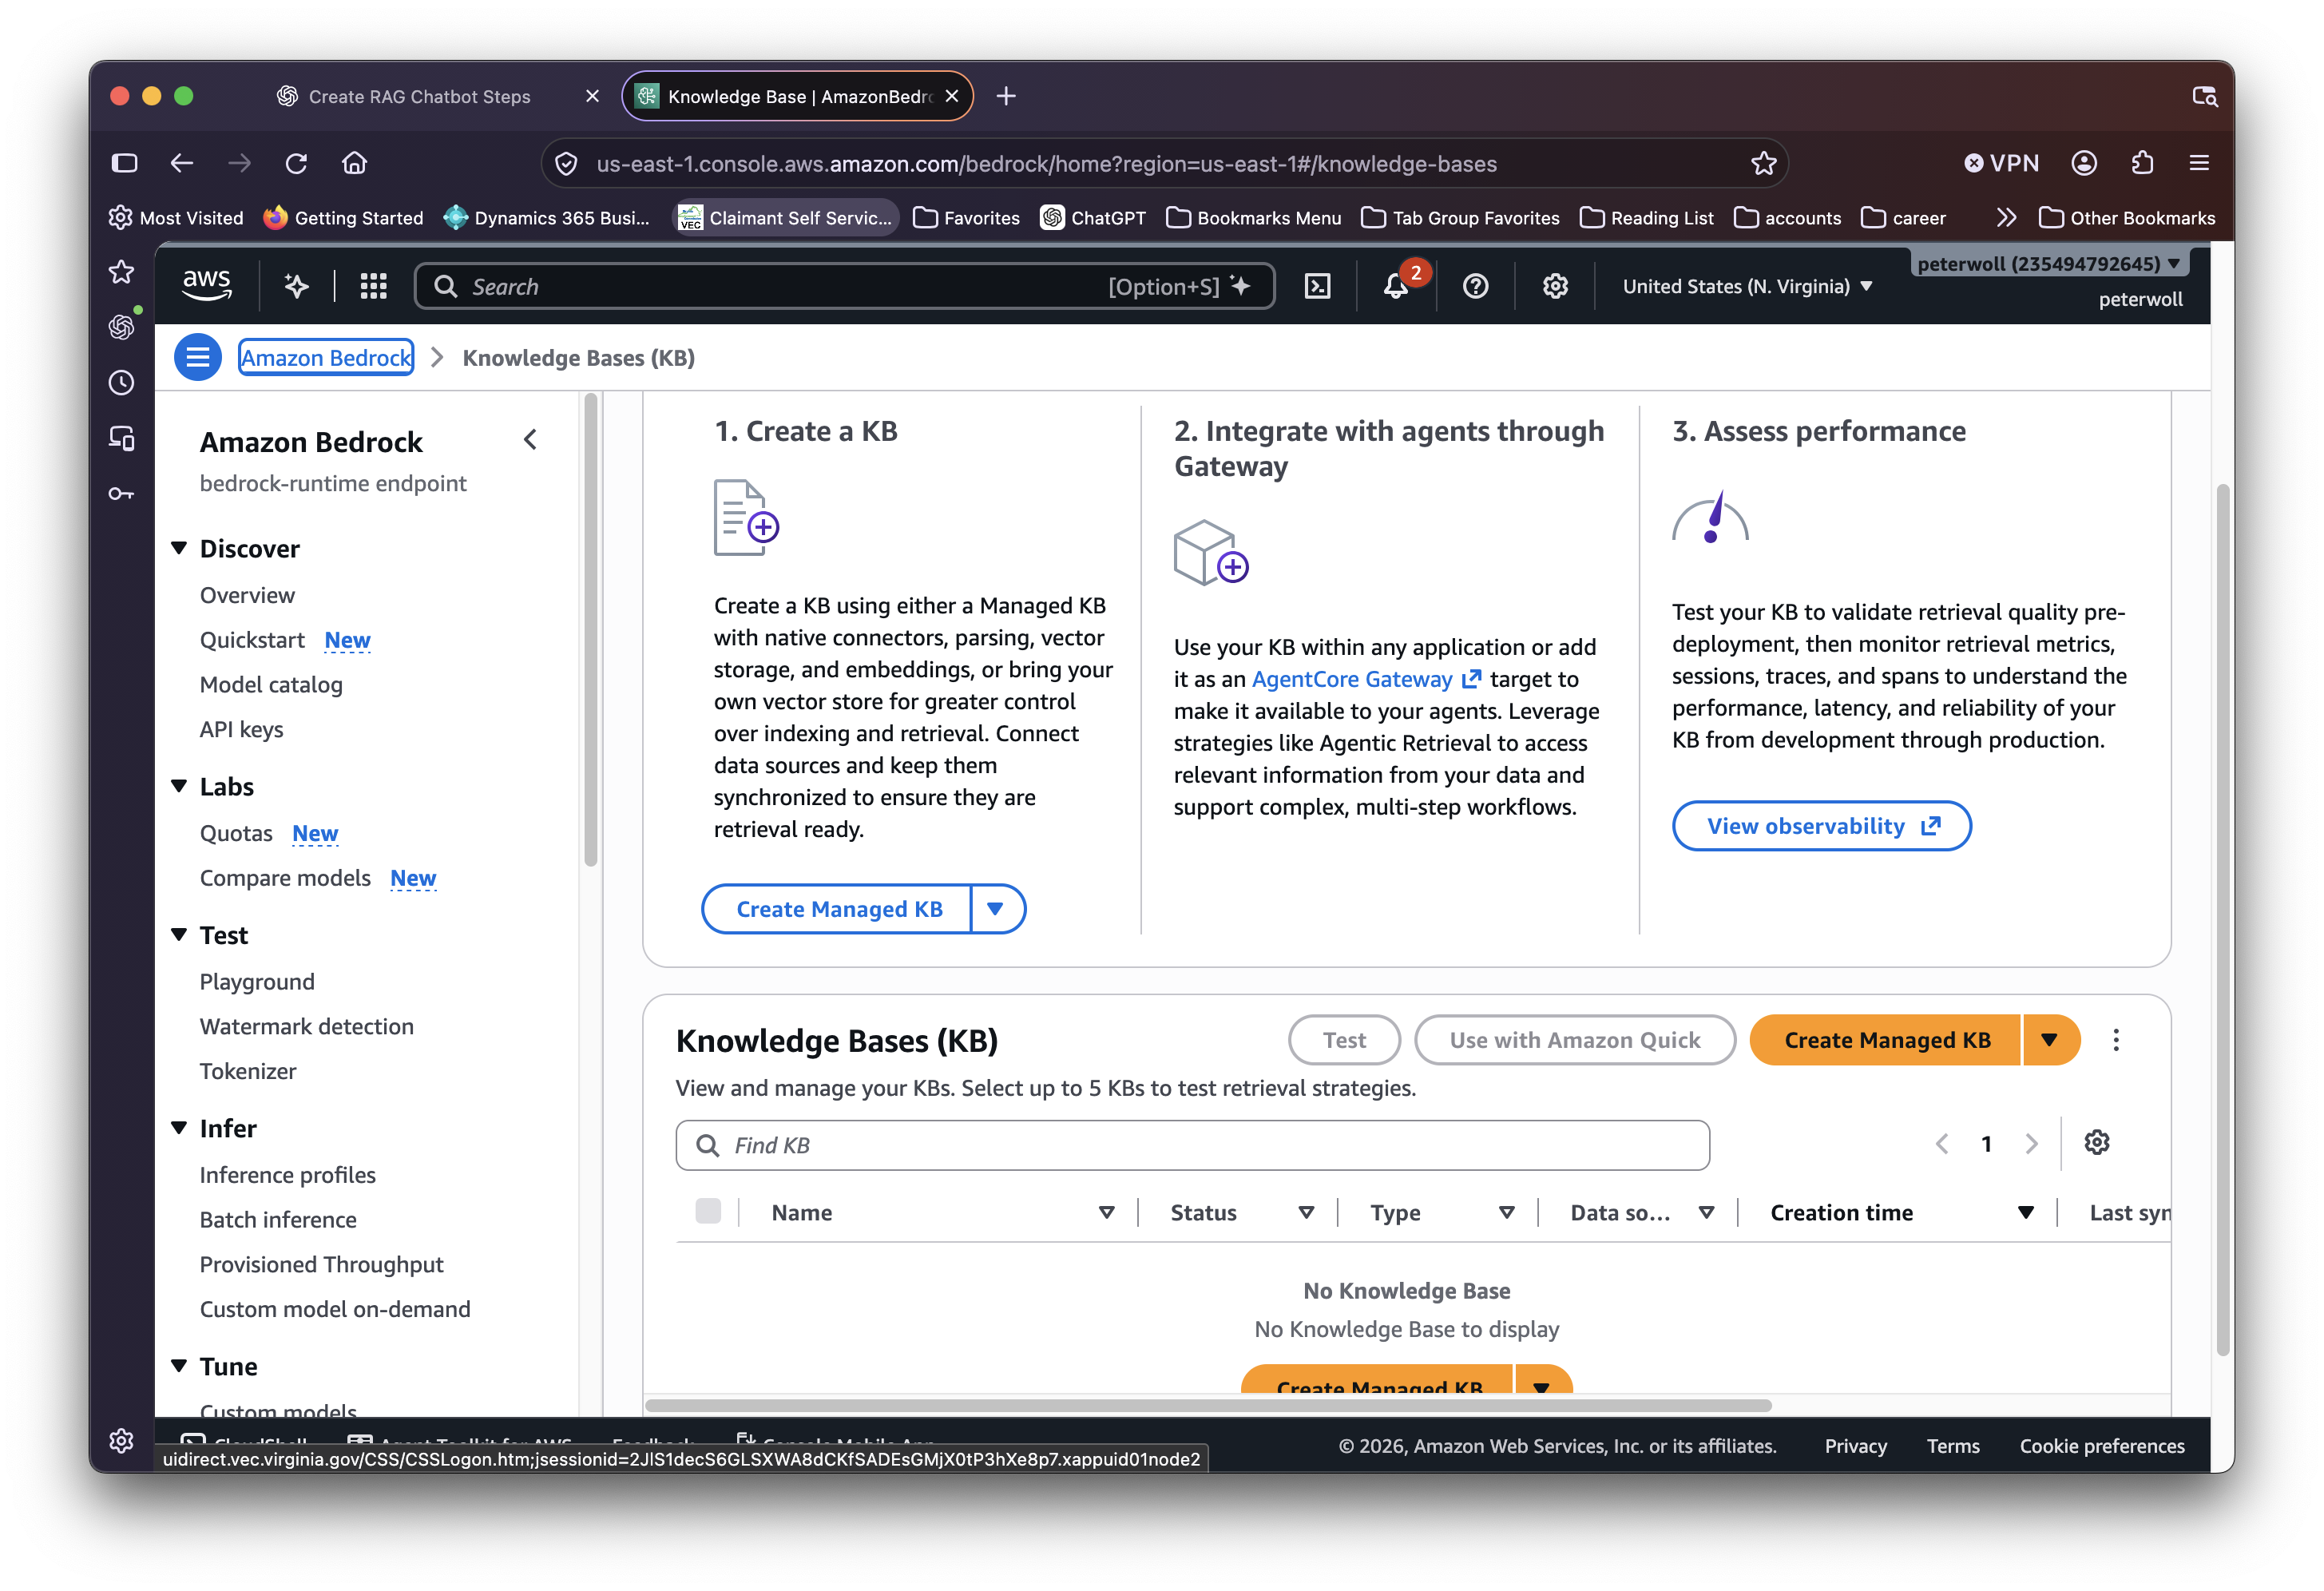 Create RAG Chatbot Steps
Knowledge Base | AmazonBedro
us-east-1.console.aws.amazon.com/bedrock/home?region=us-east-1#/knowledge-bases
VPN
Most Visited
Getting Started
Dynamics 365 Busi...
VEC
Claimant Self Servic...
Favorites
ChatGPT
Bookmarks Menu
Tab Group Favorites
Reading List
accounts
career
Other Bookmarks
aws
Search
[Option+S]
2
United States (N. Virginia)
peterwoll (235494792645)
peterwoll
Amazon Bedrock
Knowledge Bases (KB)
Amazon Bedrock
bedrock-runtime endpoint
Discover
Overview
Quickstart New
Model catalog
API keys
Labs
Quotas New
Compare models New
Test
Playground
Watermark detection
Tokenizer
Infer
Inference profiles
Batch inference
Provisioned Throughput
Custom model on-demand
Tune
Custom models
1. Create a KB
Create a KB using either a Managed KB
with native connectors, parsing, vector
storage, and embeddings, or bring your
own vector store for greater control
over indexing and retrieval. Connect
data sources and keep them
synchronized to ensure they are
retrieval ready.
Create Managed KB
2. Integrate with agents through
Gateway
Use your KB within any application or add
it as an AgentCore Gateway target to
make it available to your agents. Leverage
strategies like Agentic Retrieval to access
relevant information from your data and
support complex, multi-step workflows.
3. Assess performance
Test your KB to validate retrieval quality pre-
deployment, then monitor retrieval metrics,
sessions, traces, and spans to understand the
performance, latency, and reliability of your
KB from development through production.
View observability
Knowledge Bases (KB)
Test
Use with Amazon Quick
Create Managed KB
View and manage your KBs. Select up to 5 KBs to test retrieval strategies.
Find KB
1
Name
Status
Type
Data so...
Creation time
Last syn
No Knowledge Base
No Knowledge Base to display
Create Managed KB
CloudShell
Agent Toolkit for AWS
Feedback
Console Mobile App
© 2026, Amazon Web Services, Inc. or its affiliates.
Privacy
Terms
Cookie preferences
uidirect.vec.virginia.gov/CSS/CSSLogon.htm;jsessionid=2JlS1decS6GLSXWA8dCKfSADEsGMjX0tP3hXe8p7.xappuid01node2